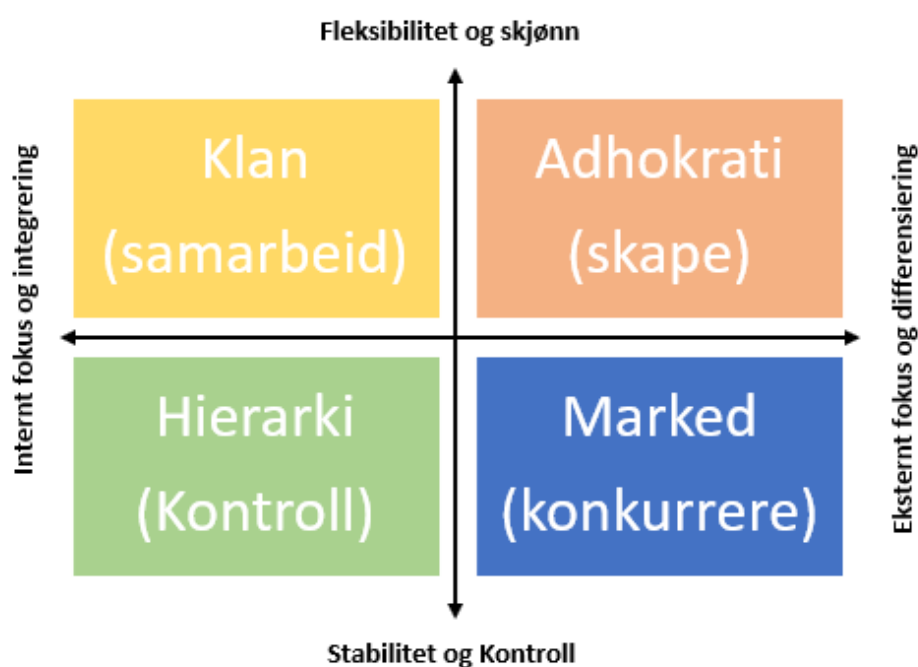 Fleksibilitet og skjønn
Internt fokus og integrering
Klan
(samarbeid)
Adhokrati
(skape)
Eksternt fokus og differensiering
Hierarki
(Kontroll)
Marked
(konkurrere)
Stabilitet og Kontroll